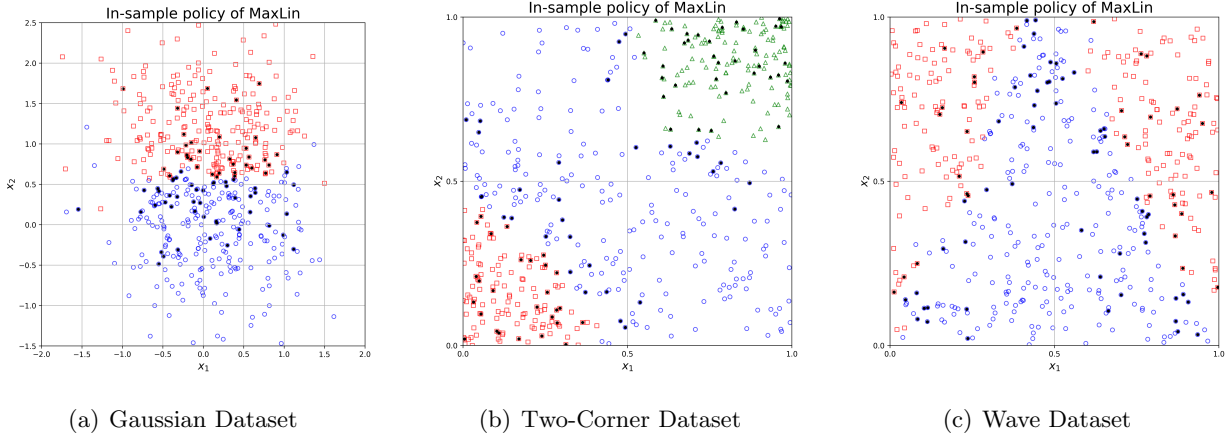 In-sample policy of MaxLin
2.5
2.0
1.5
1.0
0.5
0.0
−0.5
−1.0
−1.5
x2
−2.0 −1.5 −1.0 −0.5 0.0 0.5 1.0 1.5 2.0
x1
(a) Gaussian Dataset
In-sample policy of MaxLin
1.0
0.5
0.0
x2
0.0 0.5 1.0
x1
(b) Two-Corner Dataset
In-sample policy of MaxLin
1.0
0.5
0.0
x2
0.0 0.5 1.0
x1
(c) Wave Dataset